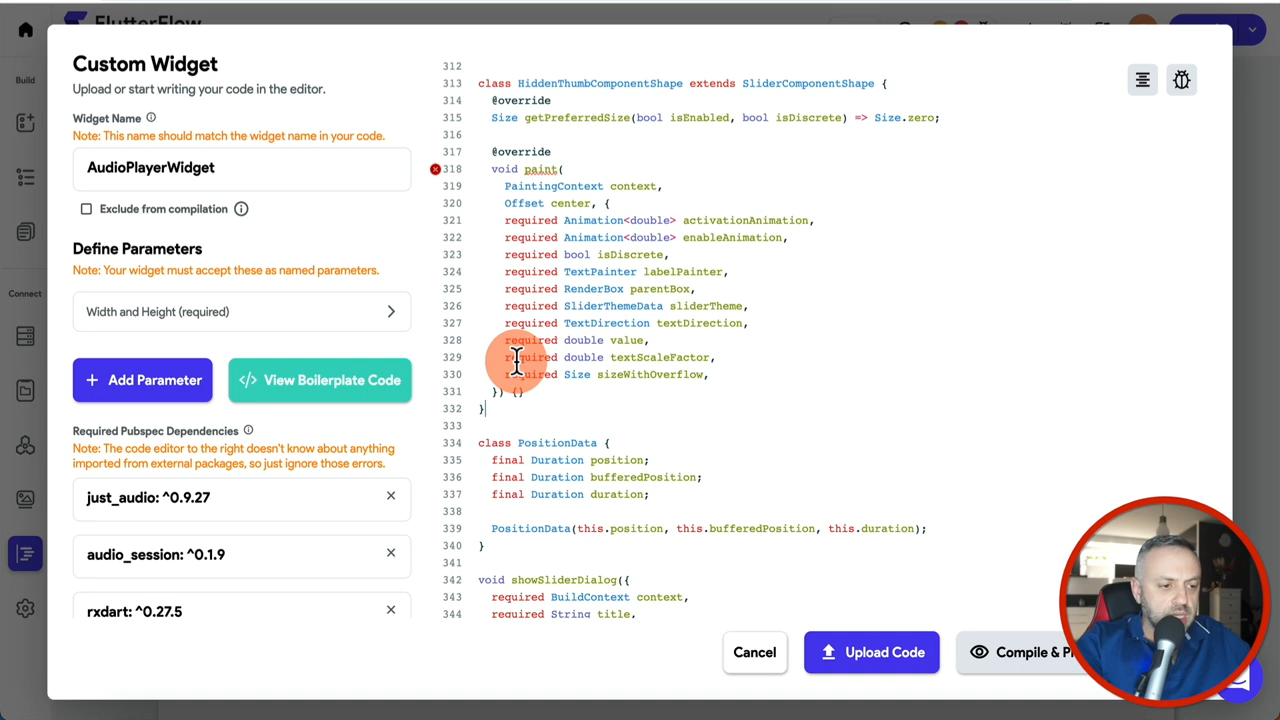 FlutterFlow
Build
Connect
Custom Widget
Upload or start writing your code in the editor.
Widget Name
Note: This name should match the widget name in your code.
AudioPlayerWidget
Exclude from compilation
Define Parameters
Note: Your widget must accept these as named parameters.
Width and Height (required)
+ Add Parameter
</> View Boilerplate Code
Required Pubspec Dependencies
Note: The code editor to the right doesn't know about anything
imported from external packages, so just ignore those errors.
just_audio: ^0.9.27
audio_session: ^0.1.9
rxdart: ^0.27.5
312
313 class HiddenThumbComponentShape extends SliderComponentShape {
314 @override
315 Size getPreferredSize(bool isEnabled, bool isDiscrete) => Size.zero;
316
317 @override
318 void paint(
319 PaintingContext context,
320 Offset center, {
321 required Animation<double> activationAnimation,
322 required Animation<double> enableAnimation,
323 required bool isDiscrete,
324 required TextPainter labelPainter,
325 required RenderBox parentBox,
326 required SliderThemeData sliderTheme,
327 required TextDirection textDirection,
328 required double value,
329 required double textScaleFactor,
330 required Size sizeWithOverflow,
331 }) {}
332 }
333
334 class PositionData {
335 final Duration position;
336 final Duration bufferedPosition;
337 final Duration duration;
338
339 PositionData(this.position, this.bufferedPosition, this.duration);
340 }
341
342 void showSliderDialog({
343 required BuildContext context,
344 required String title,
Cancel
Upload Code
Compile &